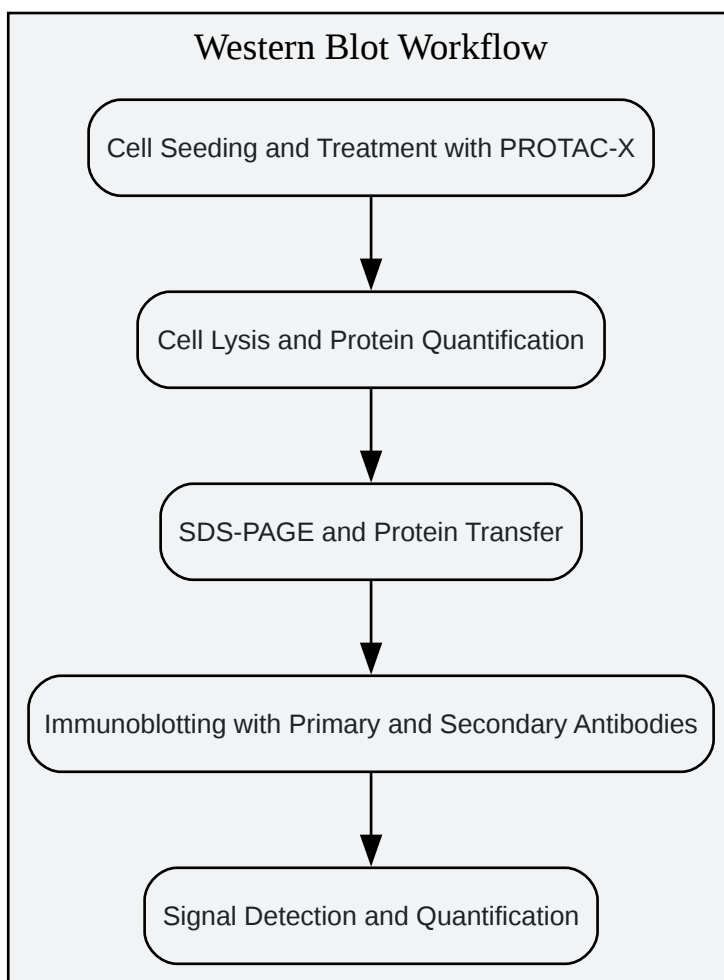 Western Blot Workflow
Cell Seeding and Treatment with PROTAC-X
Cell Lysis and Protein Quantification
SDS-PAGE and Protein Transfer
Immunoblotting with Primary and Secondary Antibodies
Signal Detection and Quantification